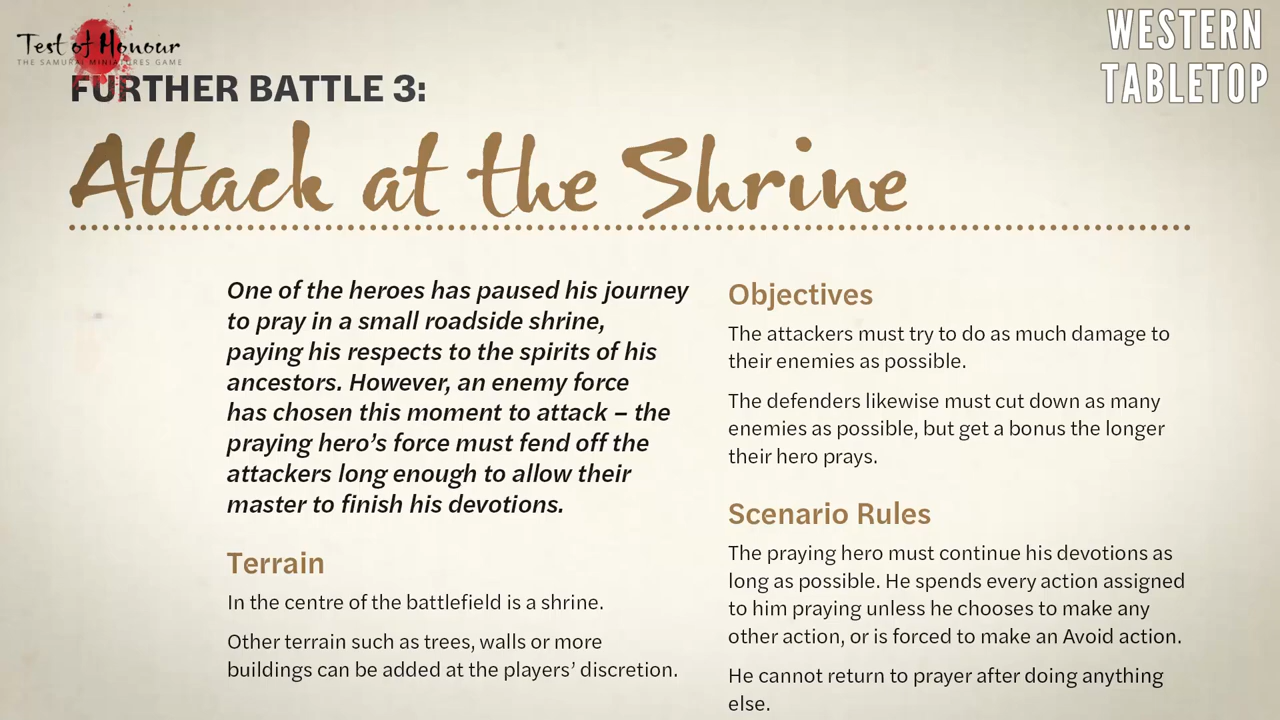 Test of Honour
THE SAMURAI MINIATURES GAME
WESTERN
TABLETOP
FURTHER BATTLE 3:
Attack at the Shrine
One of the heroes has paused his journey
to pray in a small roadside shrine,
paying his respects to the spirits of his
ancestors. However, an enemy force
has chosen this moment to attack – the
praying hero’s force must fend off the
attackers long enough to allow their
master to finish his devotions.
Terrain
In the centre of the battlefield is a shrine.
Other terrain such as trees, walls or more
buildings can be added at the players’ discretion.
Objectives
The attackers must try to do as much damage to
their enemies as possible.
The defenders likewise must cut down as many
enemies as possible, but get a bonus the longer
their hero prays.
Scenario Rules
The praying hero must continue his devotions as
long as possible. He spends every action assigned
to him praying unless he chooses to make any
other action, or is forced to make an Avoid action.
He cannot return to prayer after doing anything
else.